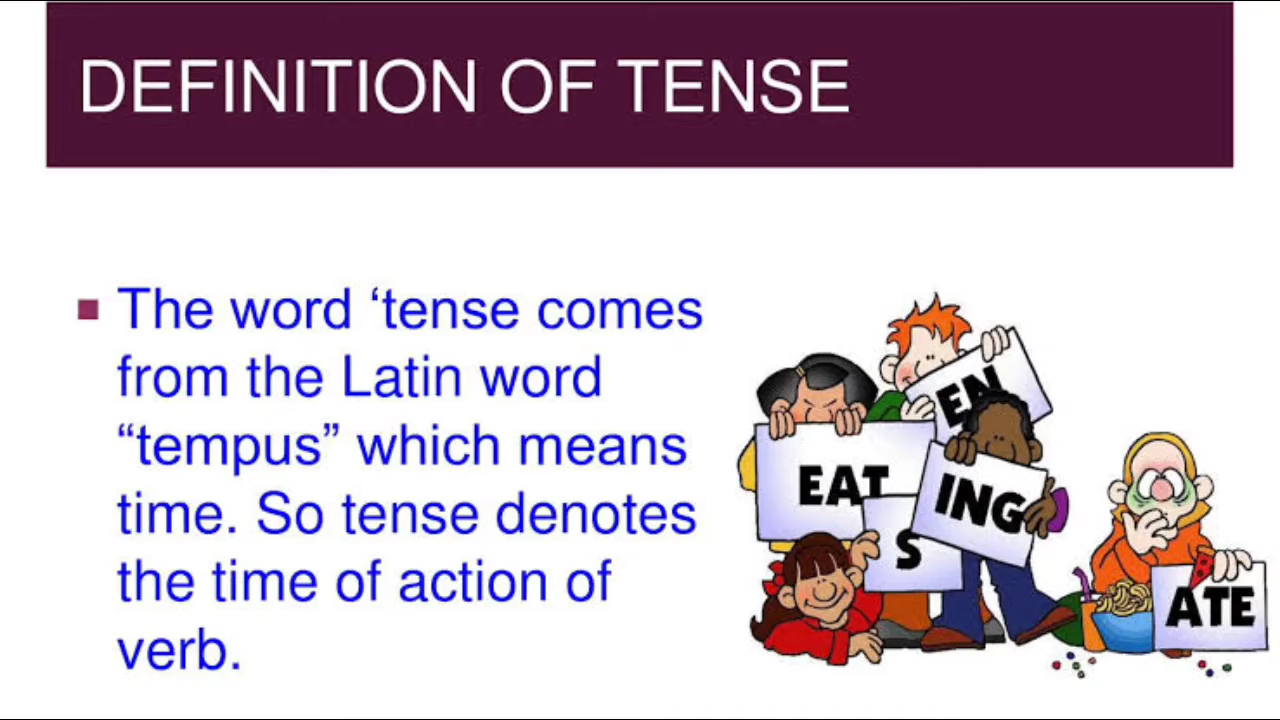 DEFINITION OF TENSE
The word ‘tense comes
from the Latin word
“tempus” which means
time. So tense denotes
the time of action of
verb.
EN
EAT
ING
S
ATE